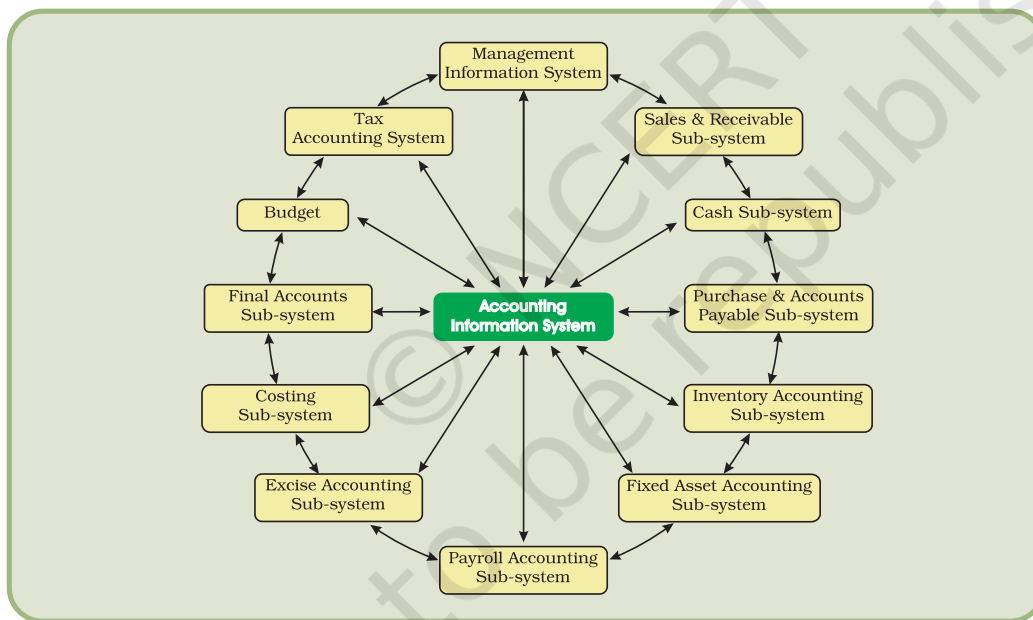 Management
Information System
Tax
Accounting System
Sales & Receivable
Sub-system
Budget
Cash Sub-system
Final Accounts
Sub-system
Accounting
Information System
Purchase & Accounts
Payable Sub-system
Costing
Sub-system
Inventory Accounting
Sub-system
Excise Accounting
Sub-system
Fixed Asset Accounting
Sub-system
Payroll Accounting
Sub-system
© NCERT
to be republis